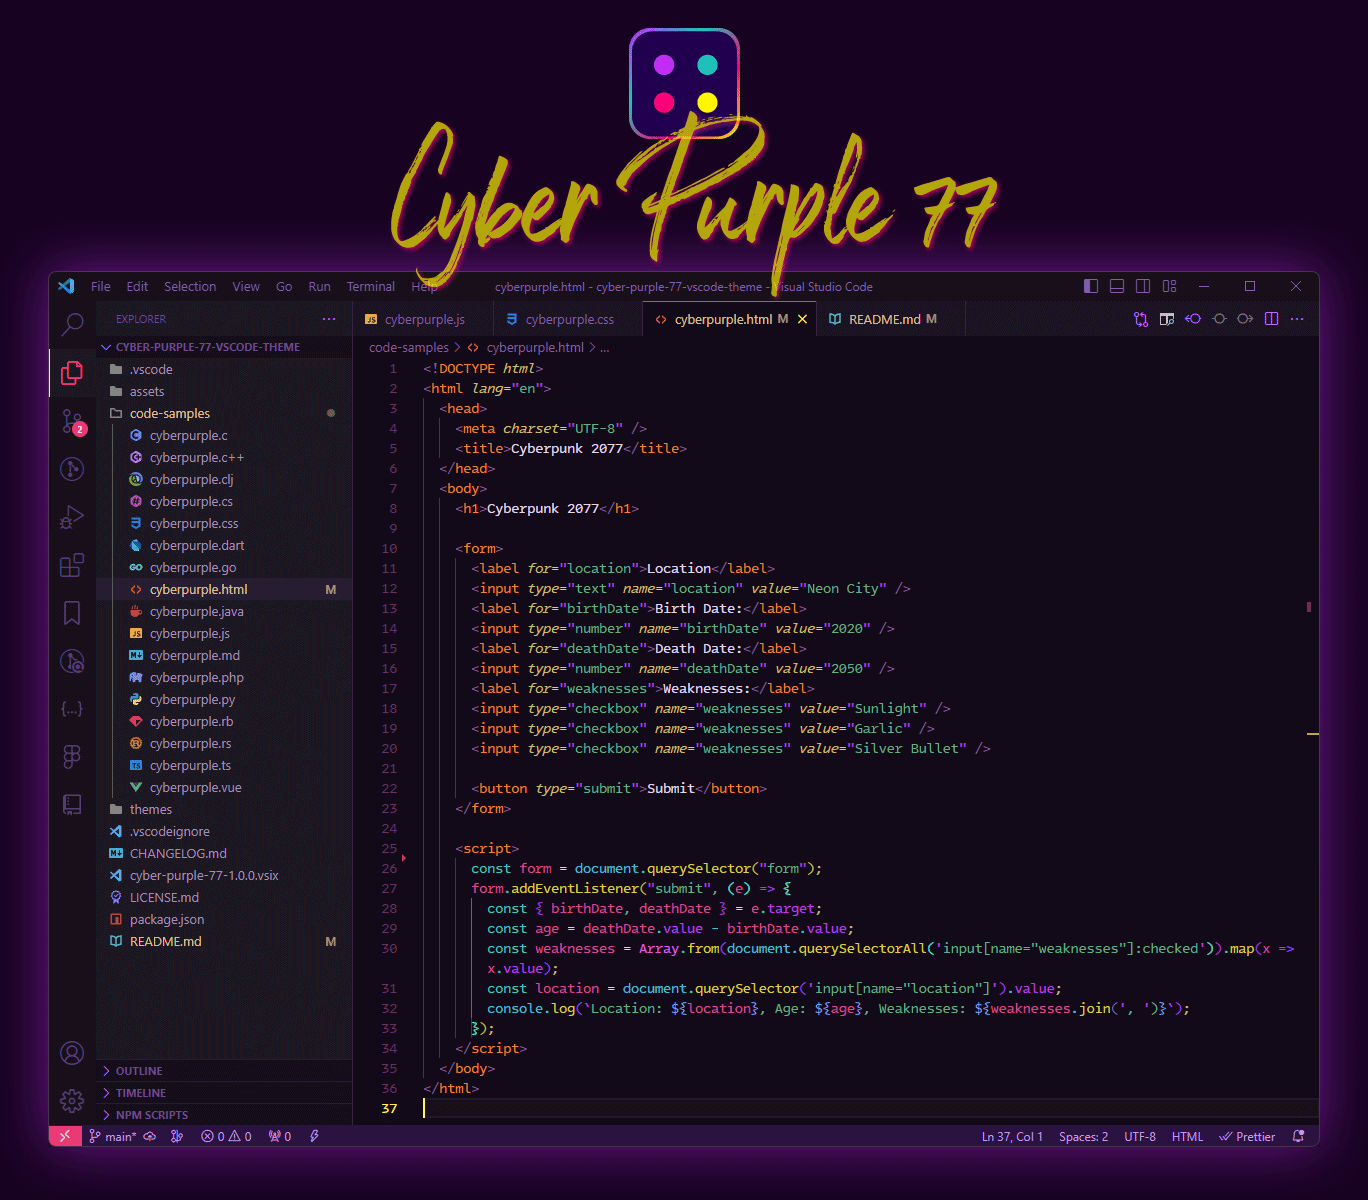 Cyber Purple 77
File Edit Selection View Go Run Terminal Help cyberpurple.html - cyber-purple-77-vscode-theme - Visual Studio Code
EXPLORER ...
CYBER-PURPLE-77-VSCODE-THEME
.vscode
assets
code-samples
cyberpurple.c
cyberpurple.c++
cyberpurple.clj
cyberpurple.cs
cyberpurple.css
cyberpurple.dart
cyberpurple.go
cyberpurple.html M
cyberpurple.java
cyberpurple.js
cyberpurple.md
cyberpurple.php
cyberpurple.py
cyberpurple.rb
cyberpurple.rs
cyberpurple.ts
cyberpurple.vue
themes
.vscodeignore
CHANGELOG.md
cyber-purple-77-1.0.0.vsix
LICENSE.md
package.json
README.md M
OUTLINE
TIMELINE
NPM SCRIPTS
2
cyberpurple.js cyberpurple.css cyberpurple.html M README.md M
code-samples > cyberpurple.html > ...
1 <!DOCTYPE html>
2 <html lang="en">
3 <head>
4 <meta charset="UTF-8" />
5 <title>Cyberpunk 2077</title>
6 </head>
7 <body>
8 <h1>Cyberpunk 2077</h1>
9
10 <form>
11 <label for="location">Location</label>
12 <input type="text" name="location" value="Neon City" />
13 <label for="birthDate">Birth Date:</label>
14 <input type="number" name="birthDate" value="2020" />
15 <label for="deathDate">Death Date:</label>
16 <input type="number" name="deathDate" value="2050" />
17 <label for="weaknesses">Weaknesses:</label>
18 <input type="checkbox" name="weaknesses" value="Sunlight" />
19 <input type="checkbox" name="weaknesses" value="Garlic" />
20 <input type="checkbox" name="weaknesses" value="Silver Bullet" />
21
22 <button type="submit">Submit</button>
23 </form>
24
25 <script>
26 const form = document.querySelector("form");
27 form.addEventListener("submit", (e) => {
28 const { birthDate, deathDate } = e.target;
29 const age = deathDate.value - birthDate.value;
30 const weaknesses = Array.from(document.querySelectorAll('input[name="weaknesses"]:checked')).map(x =>
x.value);
31 const location = document.querySelector('input[name="location"]').value;
32 console.log(`Location: ${location}, Age: ${age}, Weaknesses: ${weaknesses.join(', ')}`);
33 });
34 </script>
35 </body>
36 </html>
37
main* 0 0 0 Ln 37, Col 1 Spaces: 2 UTF-8 HTML Prettier